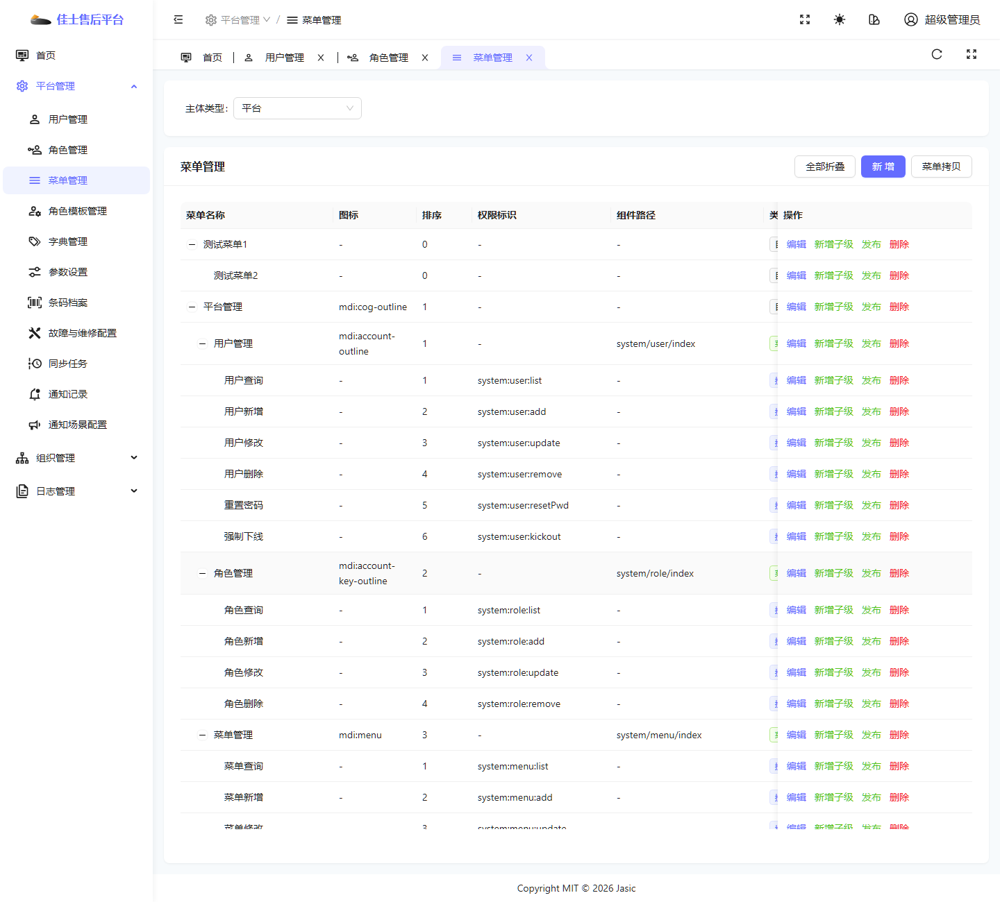 佳士售后平台
首页
平台管理
用户管理
角色管理
菜单管理
角色模板管理
字典管理
参数设置
条码档案
故障与维修配置
同步任务
通知记录
通知场景配置
组织管理
日志管理
平台管理 / 菜单管理
超级管理员
首页 用户管理 角色管理 菜单管理
主体类型: 平台
菜单管理
全部折叠 新增 菜单拷贝
菜单名称 图标 排序 权限标识 组件路径 类 操作
测试菜单1 - 0 - - 编辑 新增子级 发布 删除
测试菜单2 - 0 - - 编辑 新增子级 发布 删除
平台管理 mdi:cog-outline 1 - - 编辑 新增子级 发布 删除
用户管理 mdi:account-outline 1 - system/user/index 编辑 新增子级 发布 删除
用户查询 - 1 system:user:list - 编辑 新增子级 发布 删除
用户新增 - 2 system:user:add - 编辑 新增子级 发布 删除
用户修改 - 3 system:user:update - 编辑 新增子级 发布 删除
用户删除 - 4 system:user:remove - 编辑 新增子级 发布 删除
重置密码 - 5 system:user:resetPwd - 编辑 新增子级 发布 删除
强制下线 - 6 system:user:kickout - 编辑 新增子级 发布 删除
角色管理 mdi:account-key-outline 2 - system/role/index 编辑 新增子级 发布 删除
角色查询 - 1 system:role:list - 编辑 新增子级 发布 删除
角色新增 - 2 system:role:add - 编辑 新增子级 发布 删除
角色修改 - 3 system:role:update - 编辑 新增子级 发布 删除
角色删除 - 4 system:role:remove - 编辑 新增子级 发布 删除
菜单管理 mdi:menu 3 - system/menu/index 编辑 新增子级 发布 删除
菜单查询 - 1 system:menu:list - 编辑 新增子级 发布 删除
菜单新增 - 2 system:menu:add - 编辑 新增子级 发布 删除
菜单修改 - 3 system:menu:update - 编辑 新增子级 发布 删除
Copyright MIT © 2026 Jasic